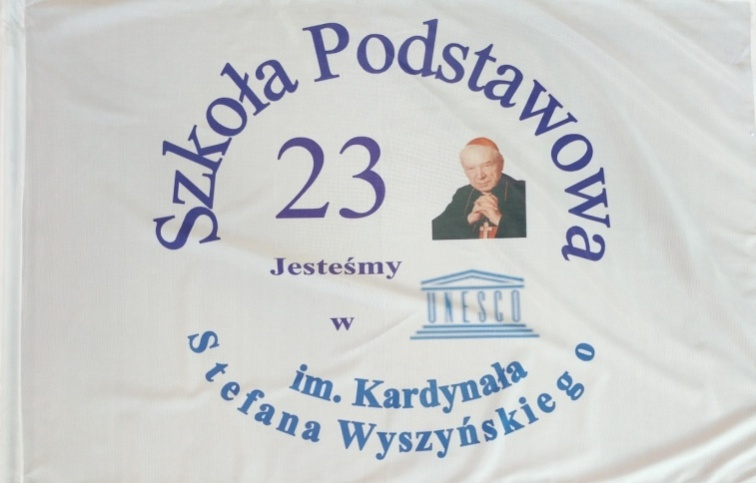 Szkoła Podstawowa
23
Jesteśmy
w
UNESCO
im. Kardynała
Stefana Wyszyńskiego